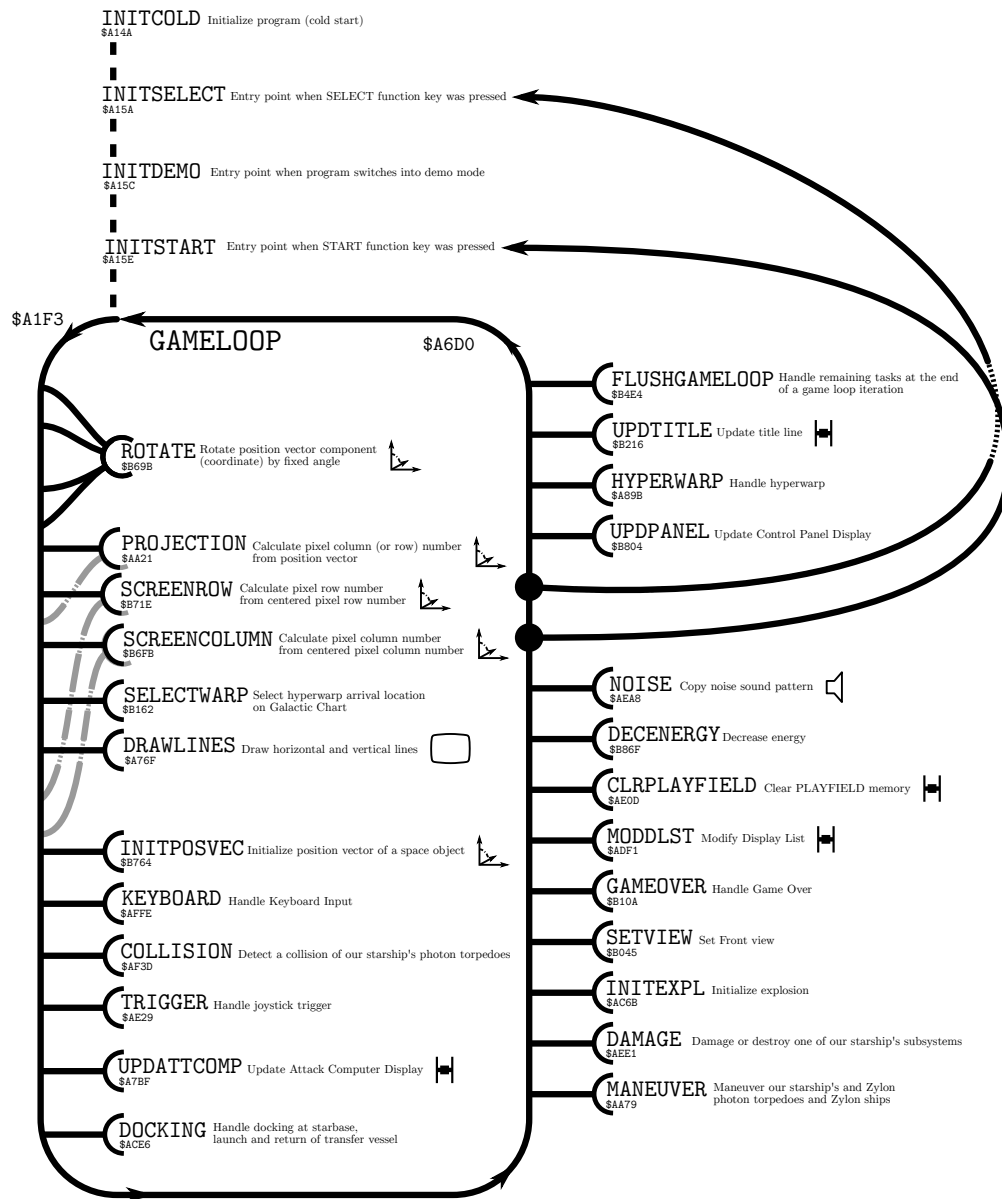 INITCOLD Initialize program (cold start)
$A14A
INITSELECT Entry point when SELECT function key was pressed
$A15A
INITDEMO Entry point when program switches into demo mode
$A15C
INITSTART Entry point when START function key was pressed
$A15E
$A1F3
GAMELOOP
$A6D0
ROTATE Rotate position vector component
(coordinate) by fixed angle
$B69B
PROJECTION Calculate pixel column (or row) number
from position vector
$AA21
SCREENROW Calculate pixel row number
from centered pixel row number
$B71E
SCREENCOLUMN Calculate pixel column number
from centered pixel column number
$B6FB
SELECTWARP Select hyperwarp arrival location
on Galactic Chart
$B162
DRAWLINES Draw horizontal and vertical lines
$A76F
INITPOSVEC Initialize position vector of a space object
$B764
KEYBOARD Handle Keyboard Input
$AFFE
COLLISION Detect a collision of our starship's photon torpedoes
$AF3D
TRIGGER Handle joystick trigger
$AE29
UPDATTCOMP Update Attack Computer Display
$A7BF
DOCKING Handle docking at starbase,
launch and return of transfer vessel
$ACE6
FLUSHGAMELOOP Handle remaining tasks at the end
of a game loop iteration
$B4E4
UPDTITLE Update title line
$B216
HYPERWARP Handle hyperwarp
$A89B
UPDPANEL Update Control Panel Display
$B804
NOISE Copy noise sound pattern
$AEA8
DECENERGY Decrease energy
$B86F
CLRPLAYFIELD Clear PLAYFIELD memory
$AE0D
MODDLST Modify Display List
$ADF1
GAMEOVER Handle Game Over
$B10A
SETVIEW Set Front view
$B045
INITEXPL Initialize explosion
$AC6B
DAMAGE Damage or destroy one of our starship's subsystems
$AEE1
MANEUVER Maneuver our starship's and Zylon
photon torpedoes and Zylon ships
$AA79